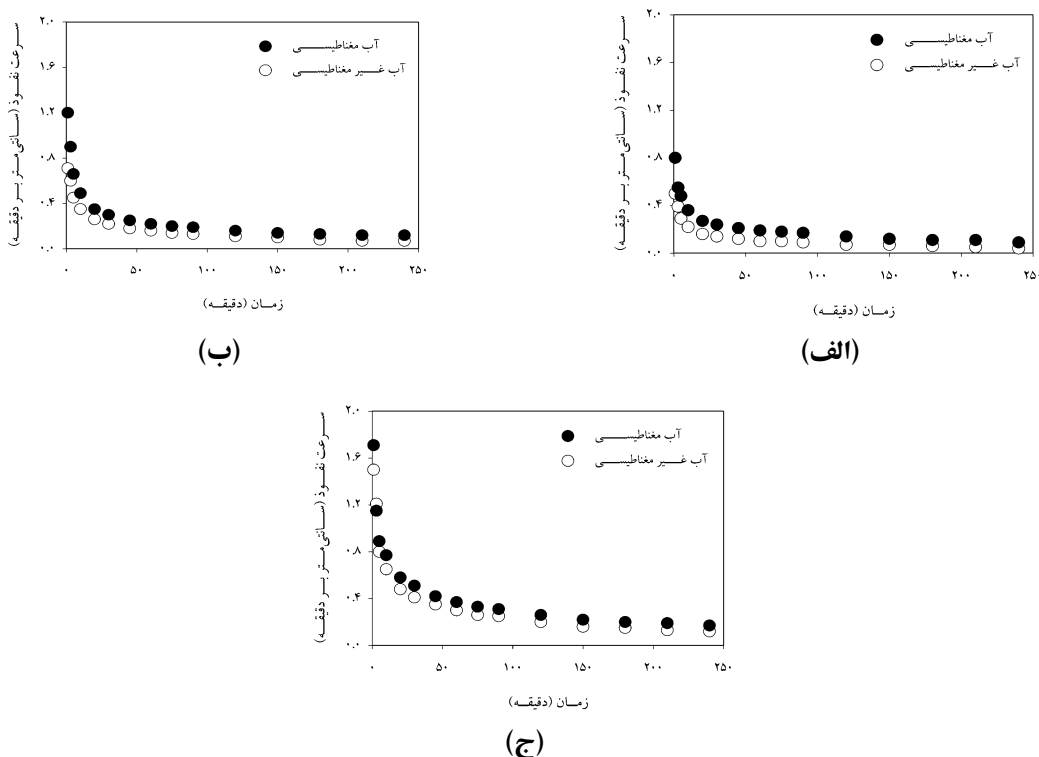 سرعت نفوذ (سانتی‌متر بر دقیقه)
۲.۰
۱.۶
۱.۲
۰.۸
۰.۴
۰.۰
آب مغناطیسی
آب غیر مغناطیسی
۰ ۵۰ ۱۰۰ ۱۵۰ ۲۰۰ ۲۵۰
زمان (دقیقه)
(الف)
سرعت نفوذ (سانتی‌متر بر دقیقه)
۲.۰
۱.۶
۱.۲
۰.۸
۰.۴
۰.۰
آب مغناطیسی
آب غیر مغناطیسی
۰ ۵۰ ۱۰۰ ۱۵۰ ۲۰۰ ۲۵۰
زمان (دقیقه)
(ب)
سرعت نفوذ (سانتی‌متر بر دقیقه)
۲.۰
۱.۶
۱.۲
۰.۸
۰.۴
۰.۰
آب مغناطیسی
آب غیر مغناطیسی
۰ ۵۰ ۱۰۰ ۱۵۰ ۲۰۰ ۲۵۰
زمان (دقیقه)
(ج)